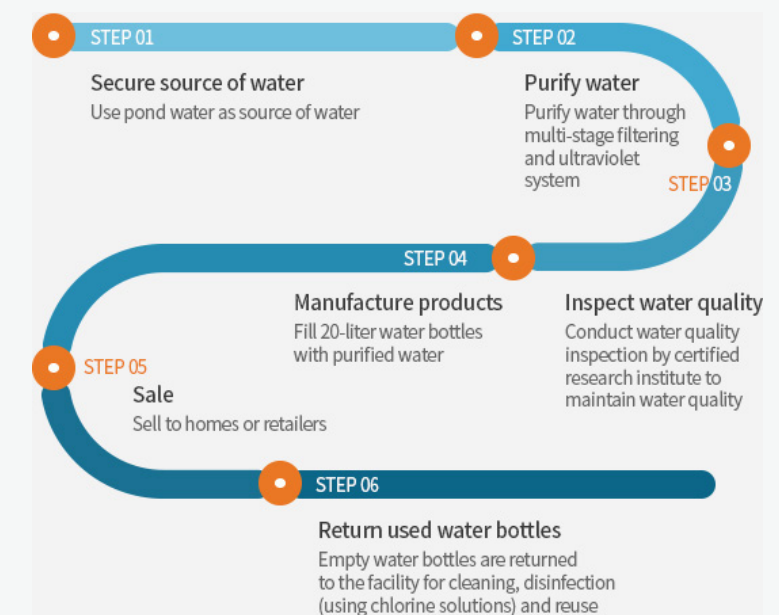 STEP 01
Secure source of water
Use pond water as source of water
STEP 02
Purify water
Purify water through
multi-stage filtering
and ultraviolet
system
STEP 03
Inspect water quality
Conduct water quality
inspection by certified
research institute to
maintain water quality
STEP 04
Manufacture products
Fill 20-liter water bottles
with purified water
STEP 05
Sale
Sell to homes or retailers
STEP 06
Return used water bottles
Empty water bottles are returned
to the facility for cleaning, disinfection
(using chlorine solutions) and reuse